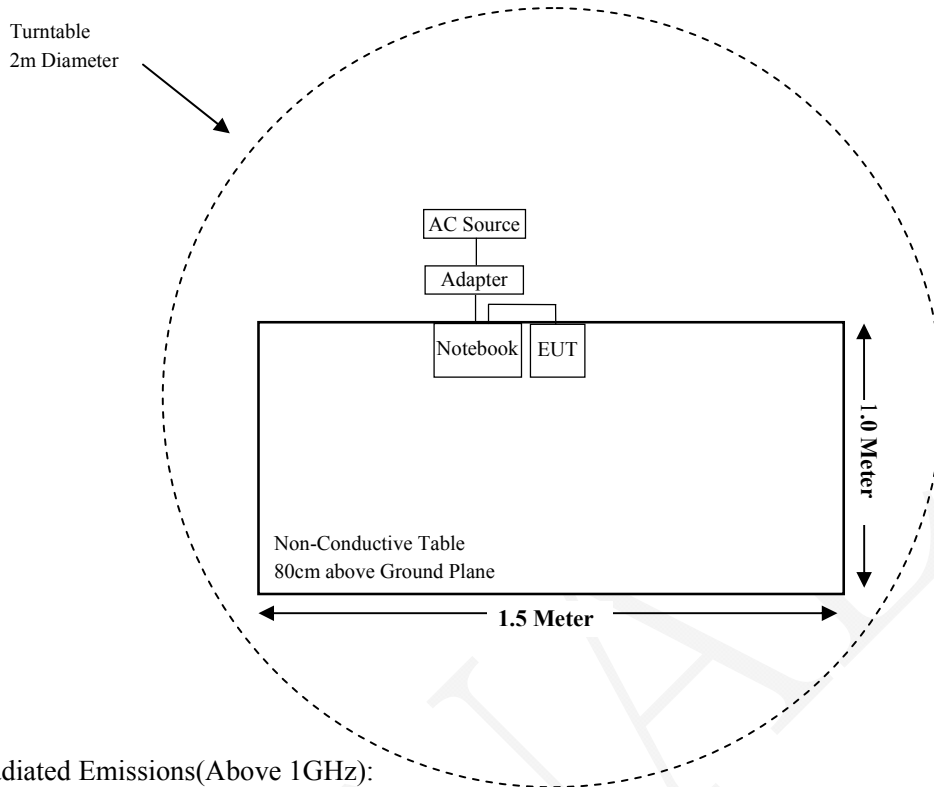 Turntable
2m Diameter
AC Source
Adapter
Notebook
EUT
1.0 Meter
Non-Conductive Table
80cm above Ground Plane
1.5 Meter
diated Emissions(Above 1GHz):